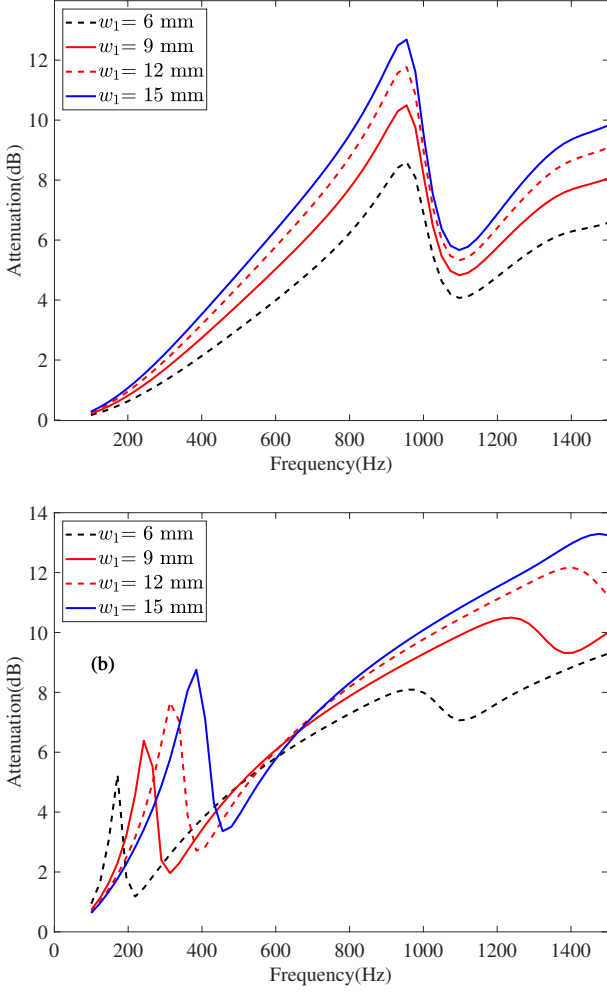 12
10
8
6
4
2
0
Attenuation(dB)
w₁= 6 mm
w₁= 9 mm
w₁= 12 mm
w₁= 15 mm
200 400 600 800 1000 1200 1400
Frequency(Hz)
14
12
10
8
6
4
2
0
Attenuation(dB)
w₁= 6 mm
w₁= 9 mm
w₁= 12 mm
w₁= 15 mm
(b)
0 200 400 600 800 1000 1200 1400
Frequency(Hz)